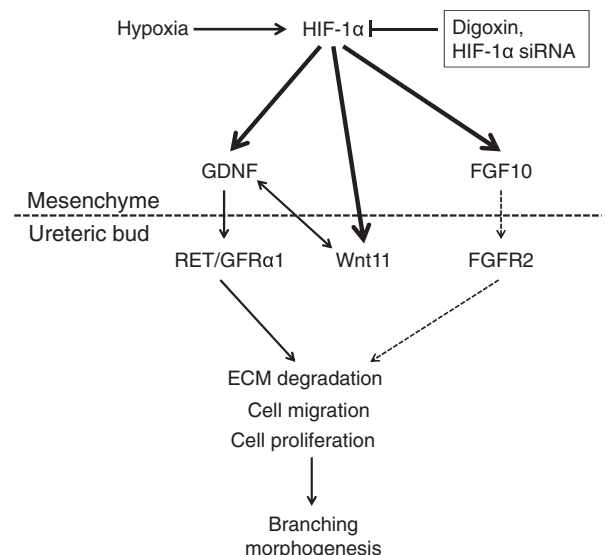 Hypoxia
HIF-1α
Digoxin,
HIF-1α siRNA
GDNF
FGF10
Mesenchyme
Ureteric bud
RET/GFRα1
Wnt11
FGFR2
ECM degradation
Cell migration
Cell proliferation
Branching
morphogenesis